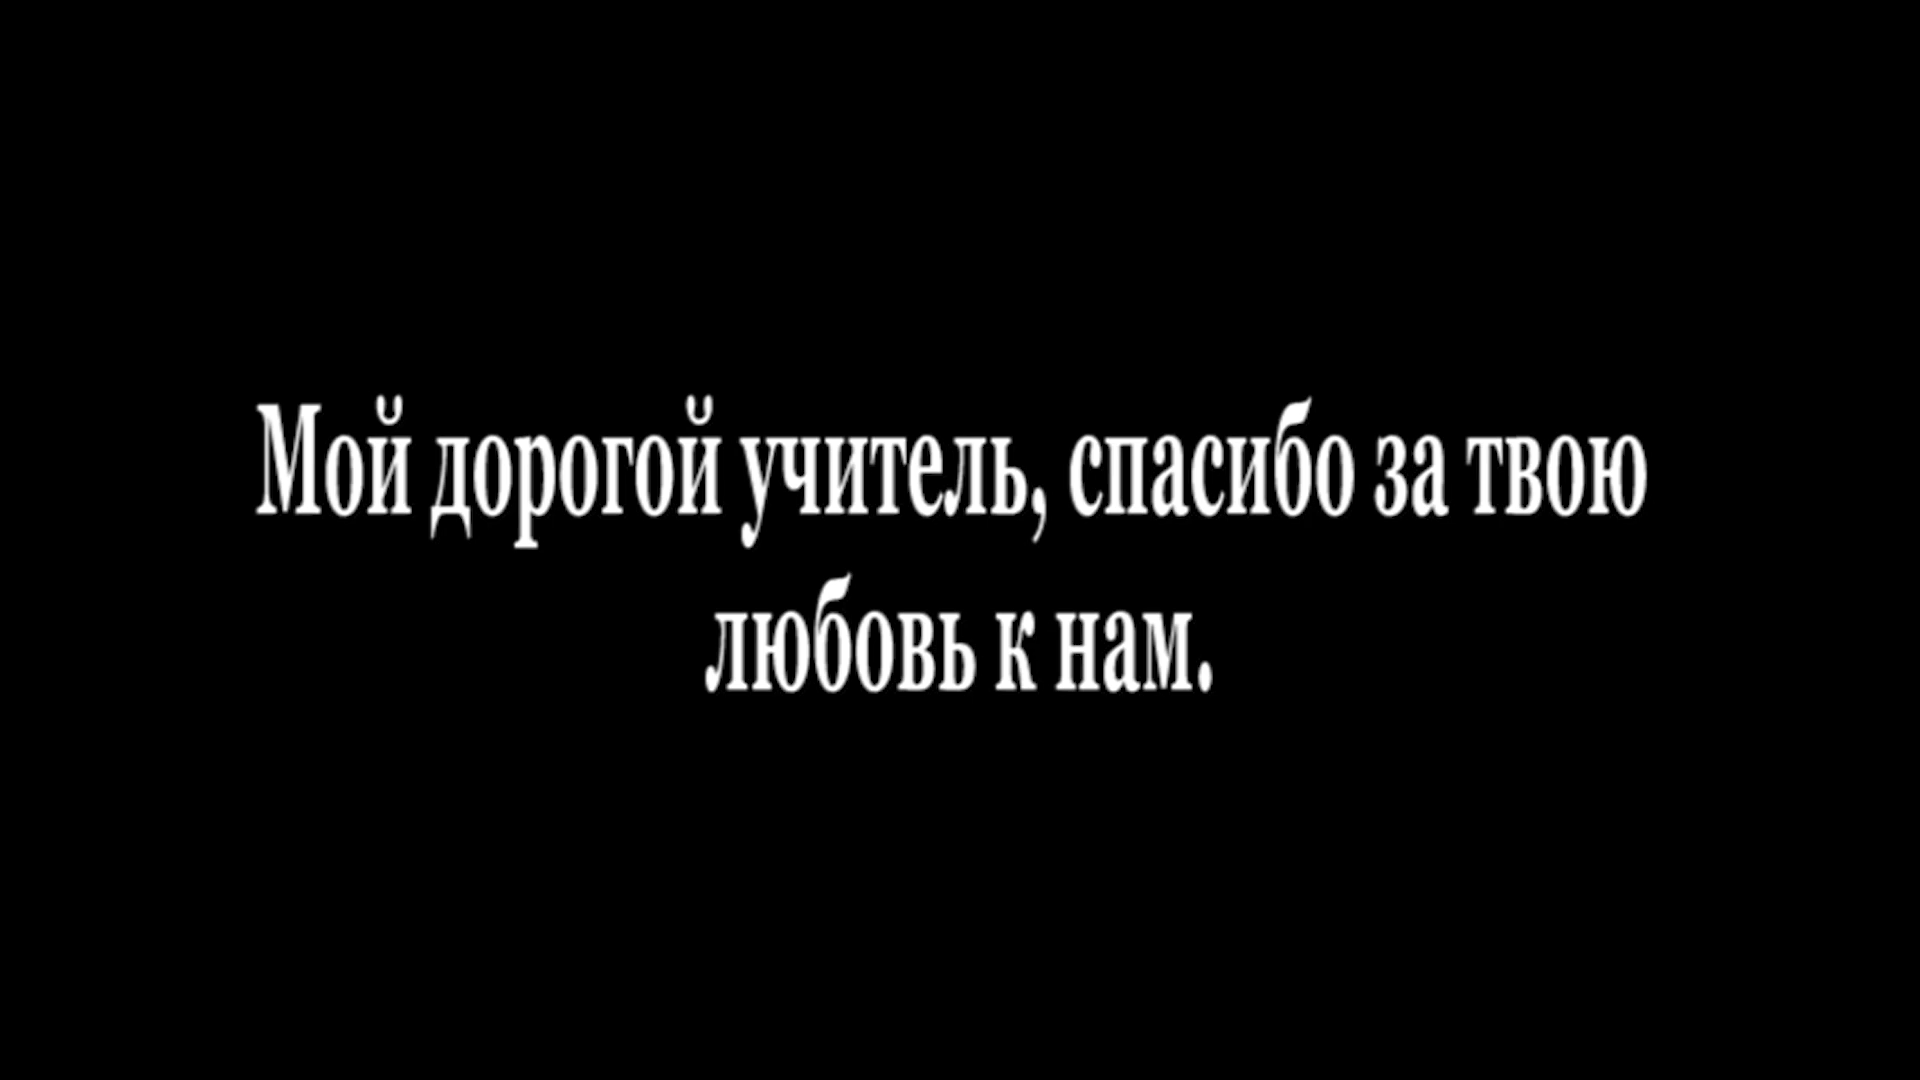 Мой дорогой учитель, спасибо за твою
любовь к нам.